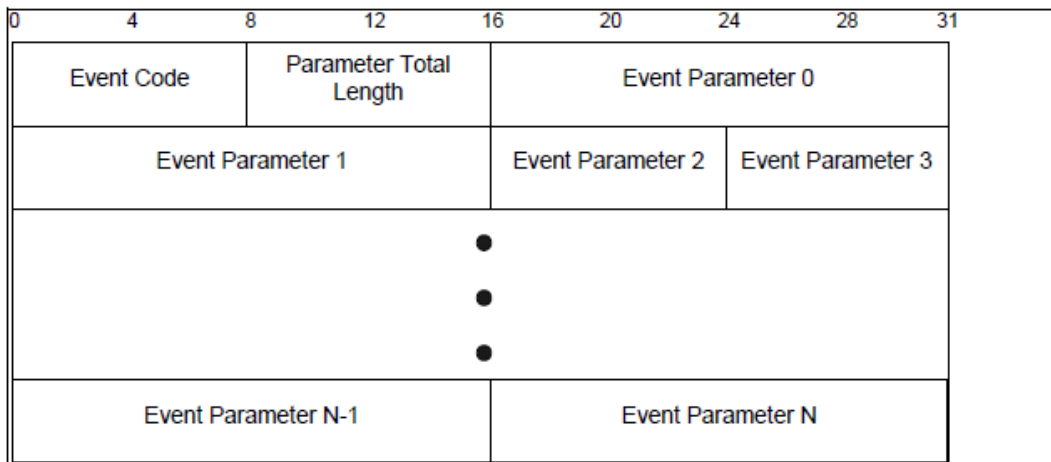 0 4 8 12 16 20 24 28 31
Event Code
Parameter Total
Length
Event Parameter 0
Event Parameter 1
Event Parameter 2
Event Parameter 3
Event Parameter N-1
Event Parameter N